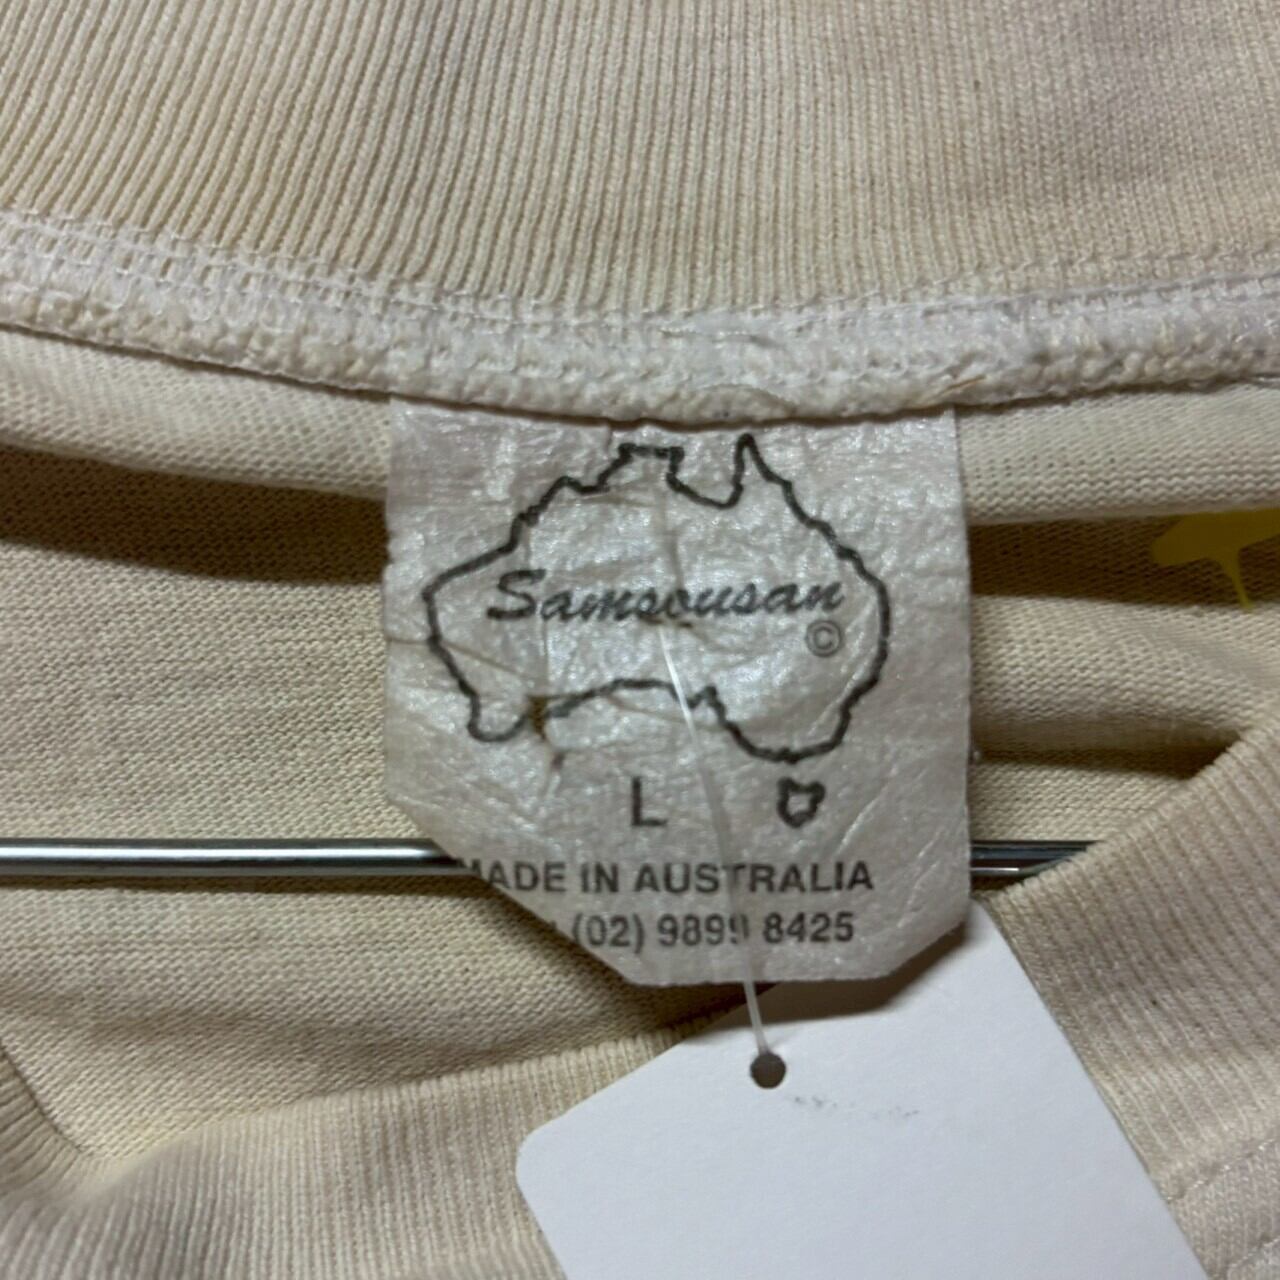 Samsousan
©
L
MADE IN AUSTRALIA
(02) 9899 8425